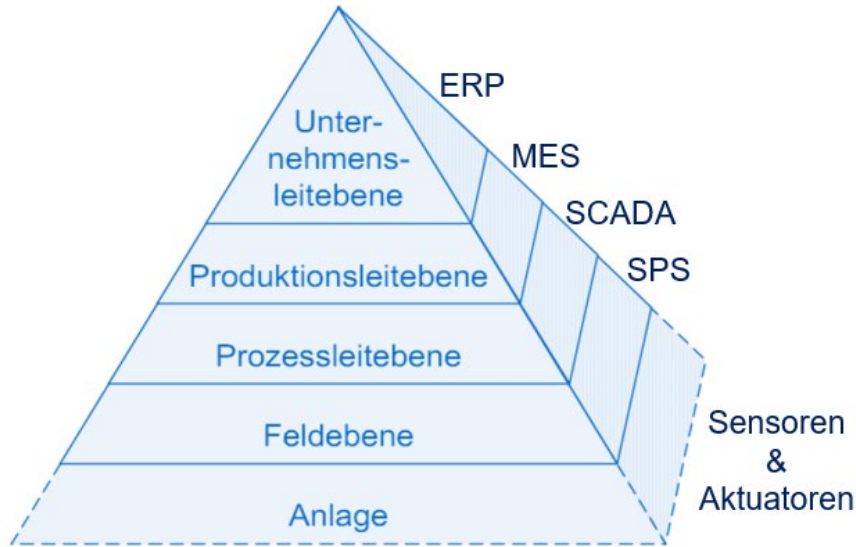 ERP
Unter-
nehmens-
leitebene
MES
SCADA
Produktionsleitebene
SPS
Prozessleitebene
Feldebene
Sensoren
&
Aktuatoren
Anlage